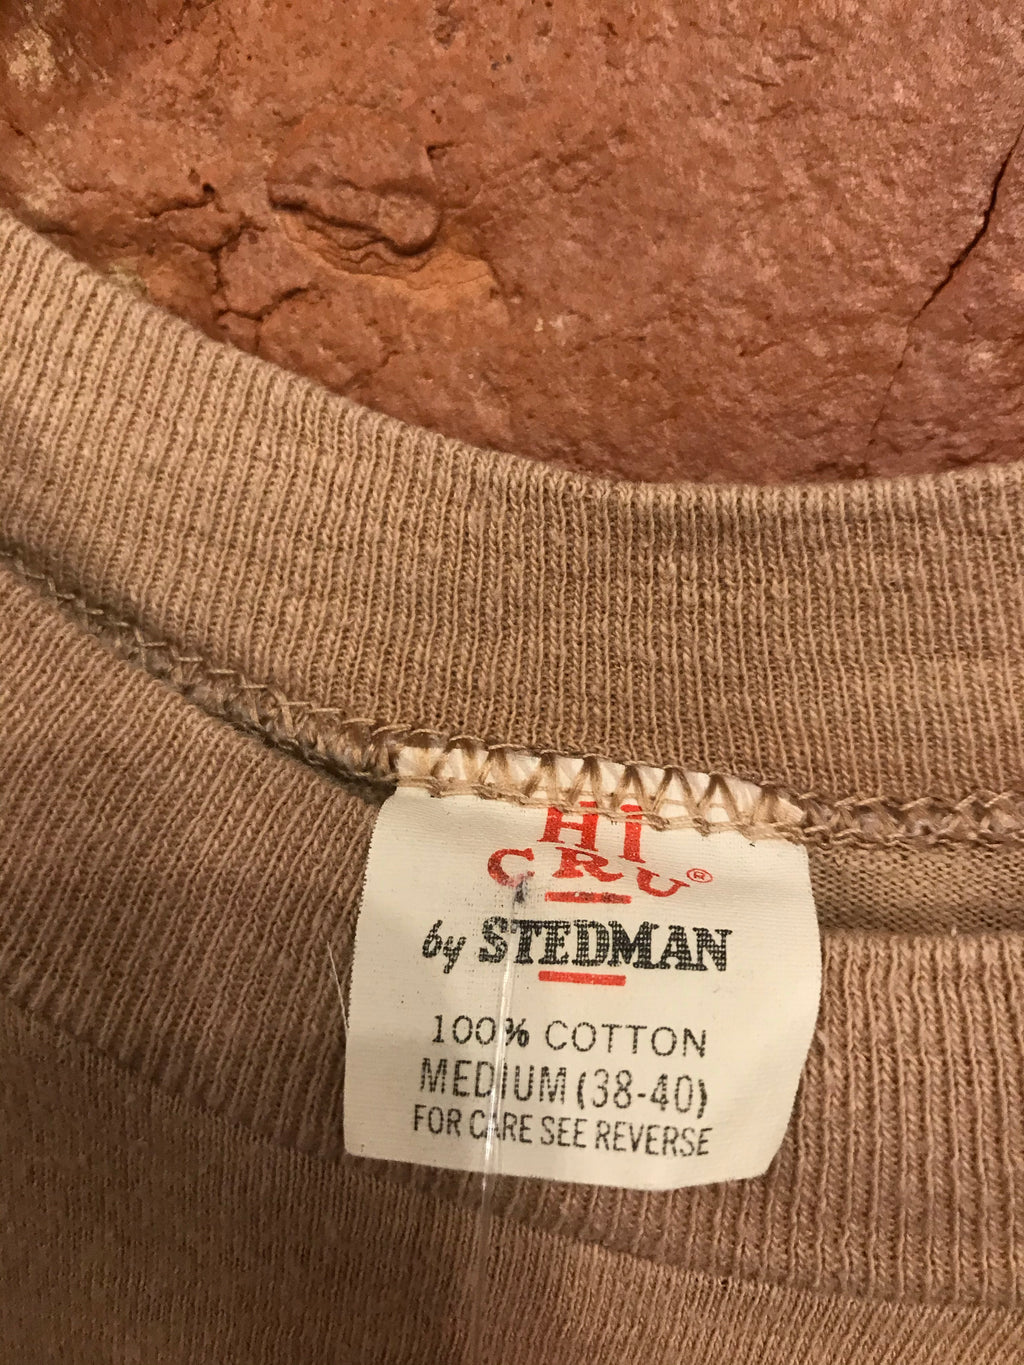 HI
CRU®
by STEDMAN
100% COTTON
MEDIUM (38-40)
FOR CARE SEE REVERSE